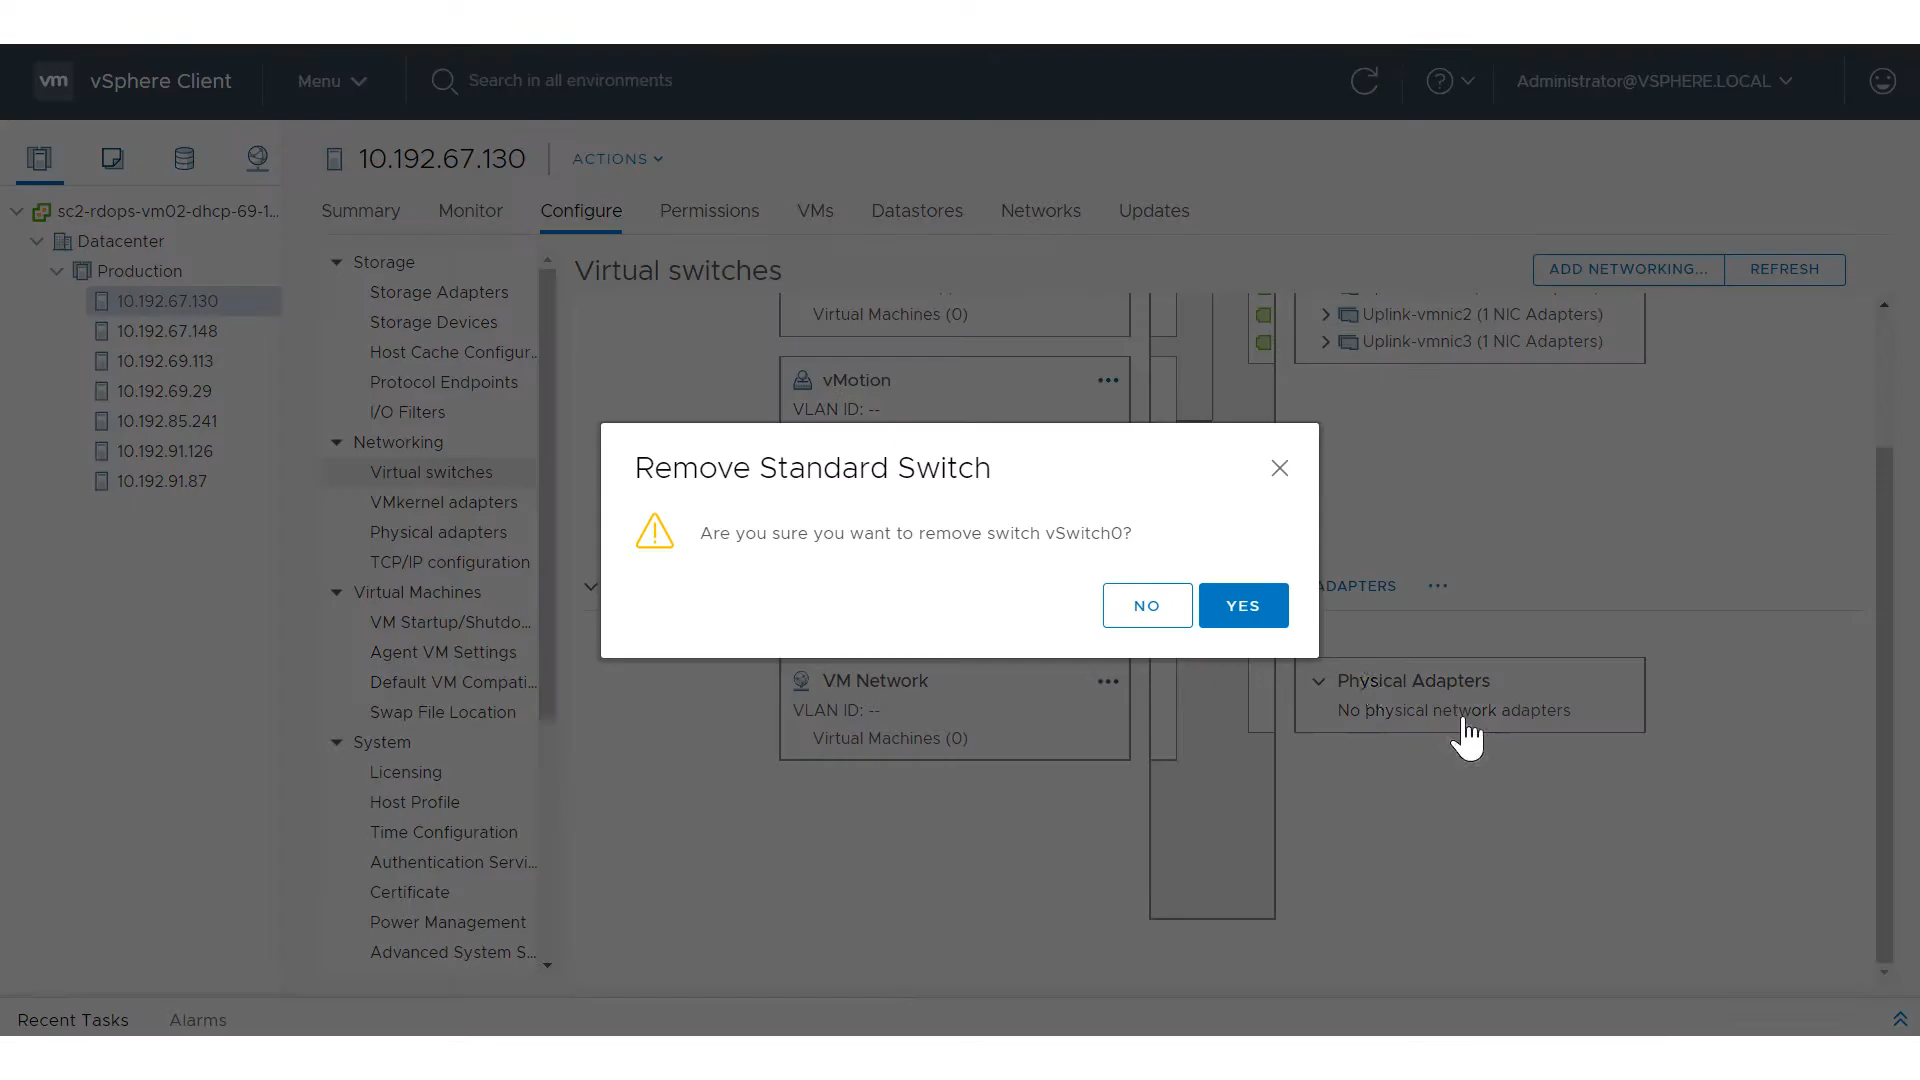 vm vSphere Client Menu Search in all environments Administrator@VSPHERE.LOCAL
10.192.67.130 ACTIONS
Summary Monitor Configure Permissions VMs Datastores Networks Updates
sc2-rdops-vm02-dhcp-69-1...
Datacenter
Production
10.192.67.130
10.192.67.148
10.192.69.113
10.192.69.29
10.192.85.241
10.192.91.126
10.192.91.87
Storage
Storage Adapters
Storage Devices
Host Cache Configur..
Protocol Endpoints
I/O Filters
Networking
Virtual switches
VMkernel adapters
Physical adapters
TCP/IP configuration
Virtual Machines
VM Startup/Shutdo...
Agent VM Settings
Default VM Compati...
Swap File Location
System
Licensing
Host Profile
Time Configuration
Authentication Servi...
Certificate
Power Management
Advanced System S...
Virtual switches
ADD NETWORKING... REFRESH
Virtual Machines (0)
Uplink-vmnic2 (1 NIC Adapters)
Uplink-vmnic3 (1 NIC Adapters)
vMotion ...
VLAN ID: --
Remove Standard Switch
Are you sure you want to remove switch vSwitch0?
NO YES
ADAPTERS ...
VM Network ...
VLAN ID: --
Virtual Machines (0)
Physical Adapters
No physical network adapters
Recent Tasks Alarms